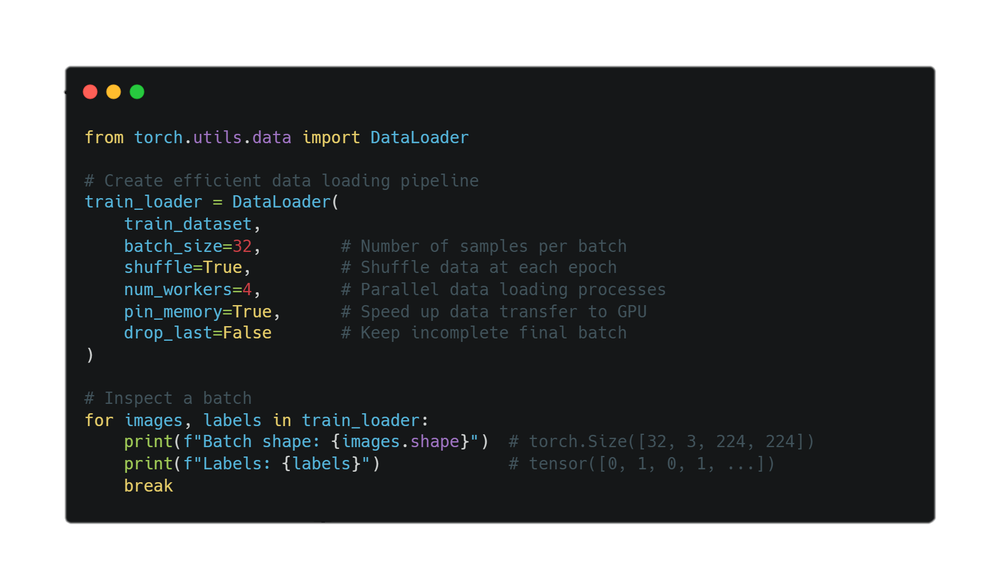 from torch.utils.data import DataLoader

# Create efficient data loading pipeline
train_loader = DataLoader(
    train_dataset,
    batch_size=32,        # Number of samples per batch
    shuffle=True,         # Shuffle data at each epoch
    num_workers=4,        # Parallel data loading processes
    pin_memory=True,      # Speed up data transfer to GPU
    drop_last=False       # Keep incomplete final batch
)

# Inspect a batch
for images, labels in train_loader:
    print(f"Batch shape: {images.shape}")  # torch.Size([32, 3, 224, 224])
    print(f"Labels: {labels}")             # tensor([0, 1, 0, 1, ...])
    break